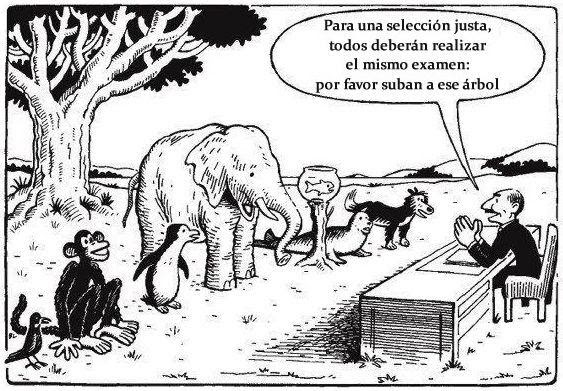 Para una selección justa,
todos deberán realizar
el mismo examen:
por favor suban a ese árbol